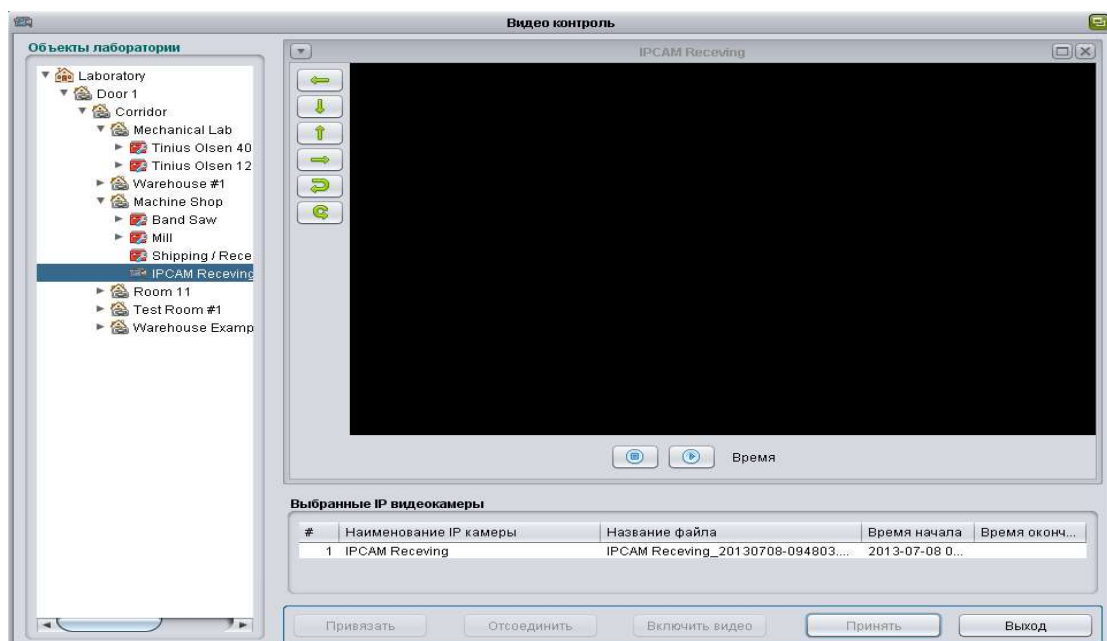 Видео контроль
Объекты лаборатории
Laboratory
Door 1
Corridor
Mechanical Lab
Tinius Olsen 40
Tinius Olsen 12
Warehouse #1
Machine Shop
Band Saw
Mill
Shipping / Rece
IPCAM Receving
Room 11
Test Room #1
Warehouse Examp
IPCAM Receving
Время
Выбранные IP видеокамеры
# Наименование IP камеры Название файла Время начала Время оконч...
1 IPCAM Receving IPCAM Receving_20130708-094803.... 2013-07-08 0...
Привязать Отсоединить Включить видео Принять Выход